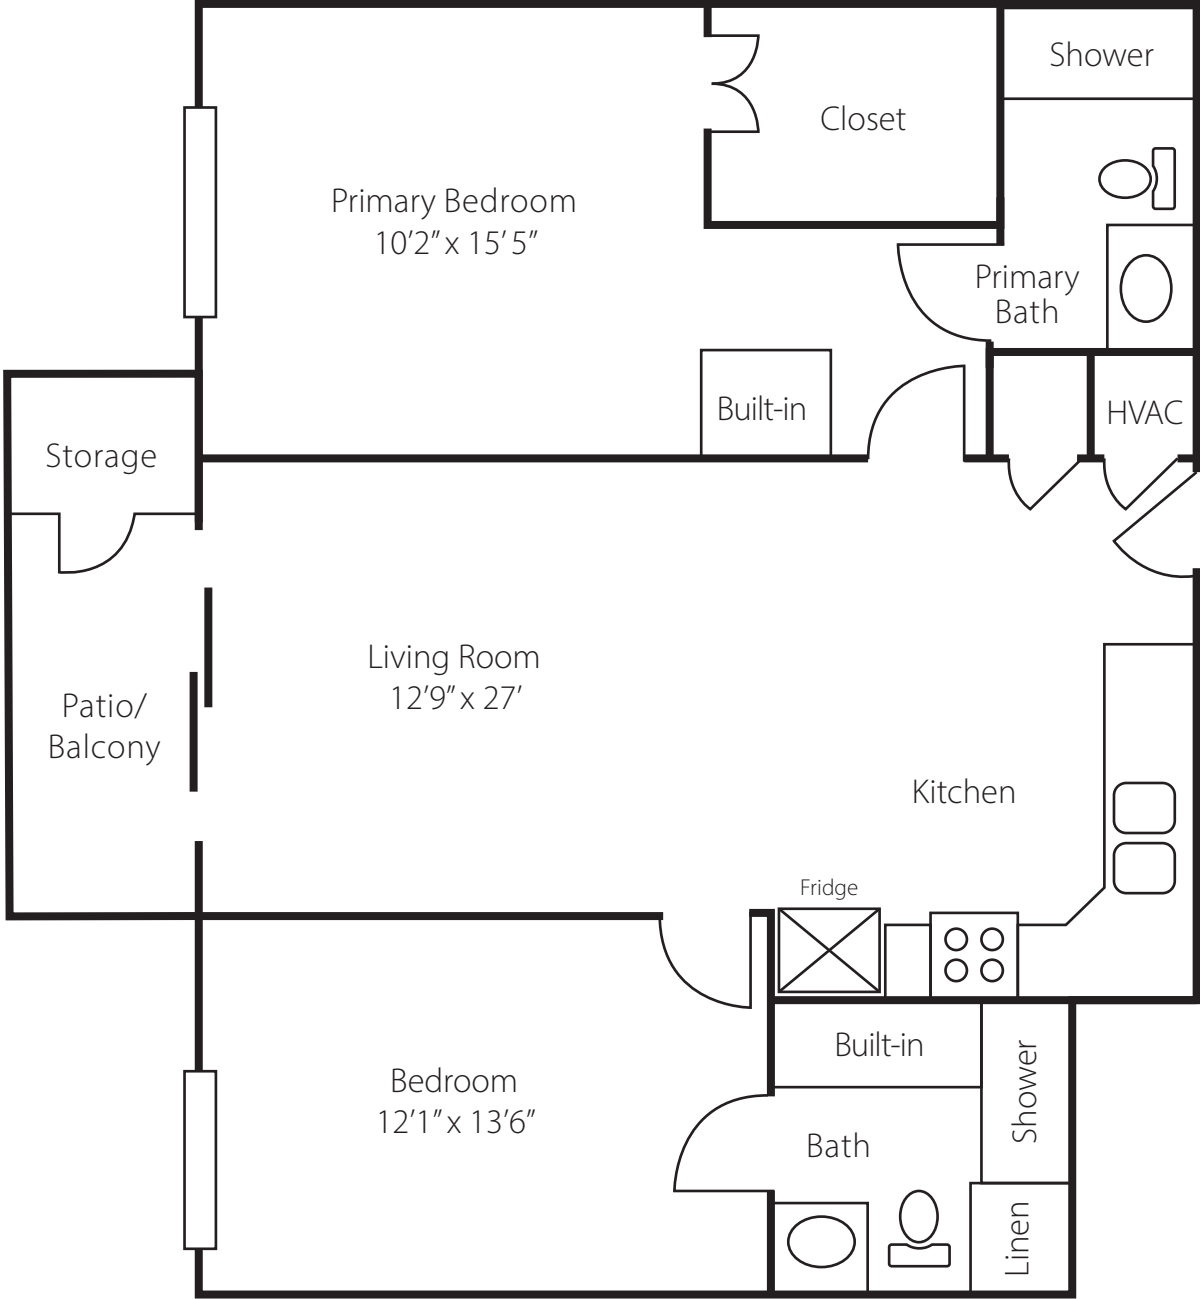 Shower
Closet
Primary Bedroom
10’2” x 15’5”
Primary
Bath
Built-in
HVAC
Storage
Living Room
12’9” x 27’
Patio/
Balcony
Kitchen
Fridge
Built-in
Shower
Bedroom
12’1” x 13’6”
Bath
Linen